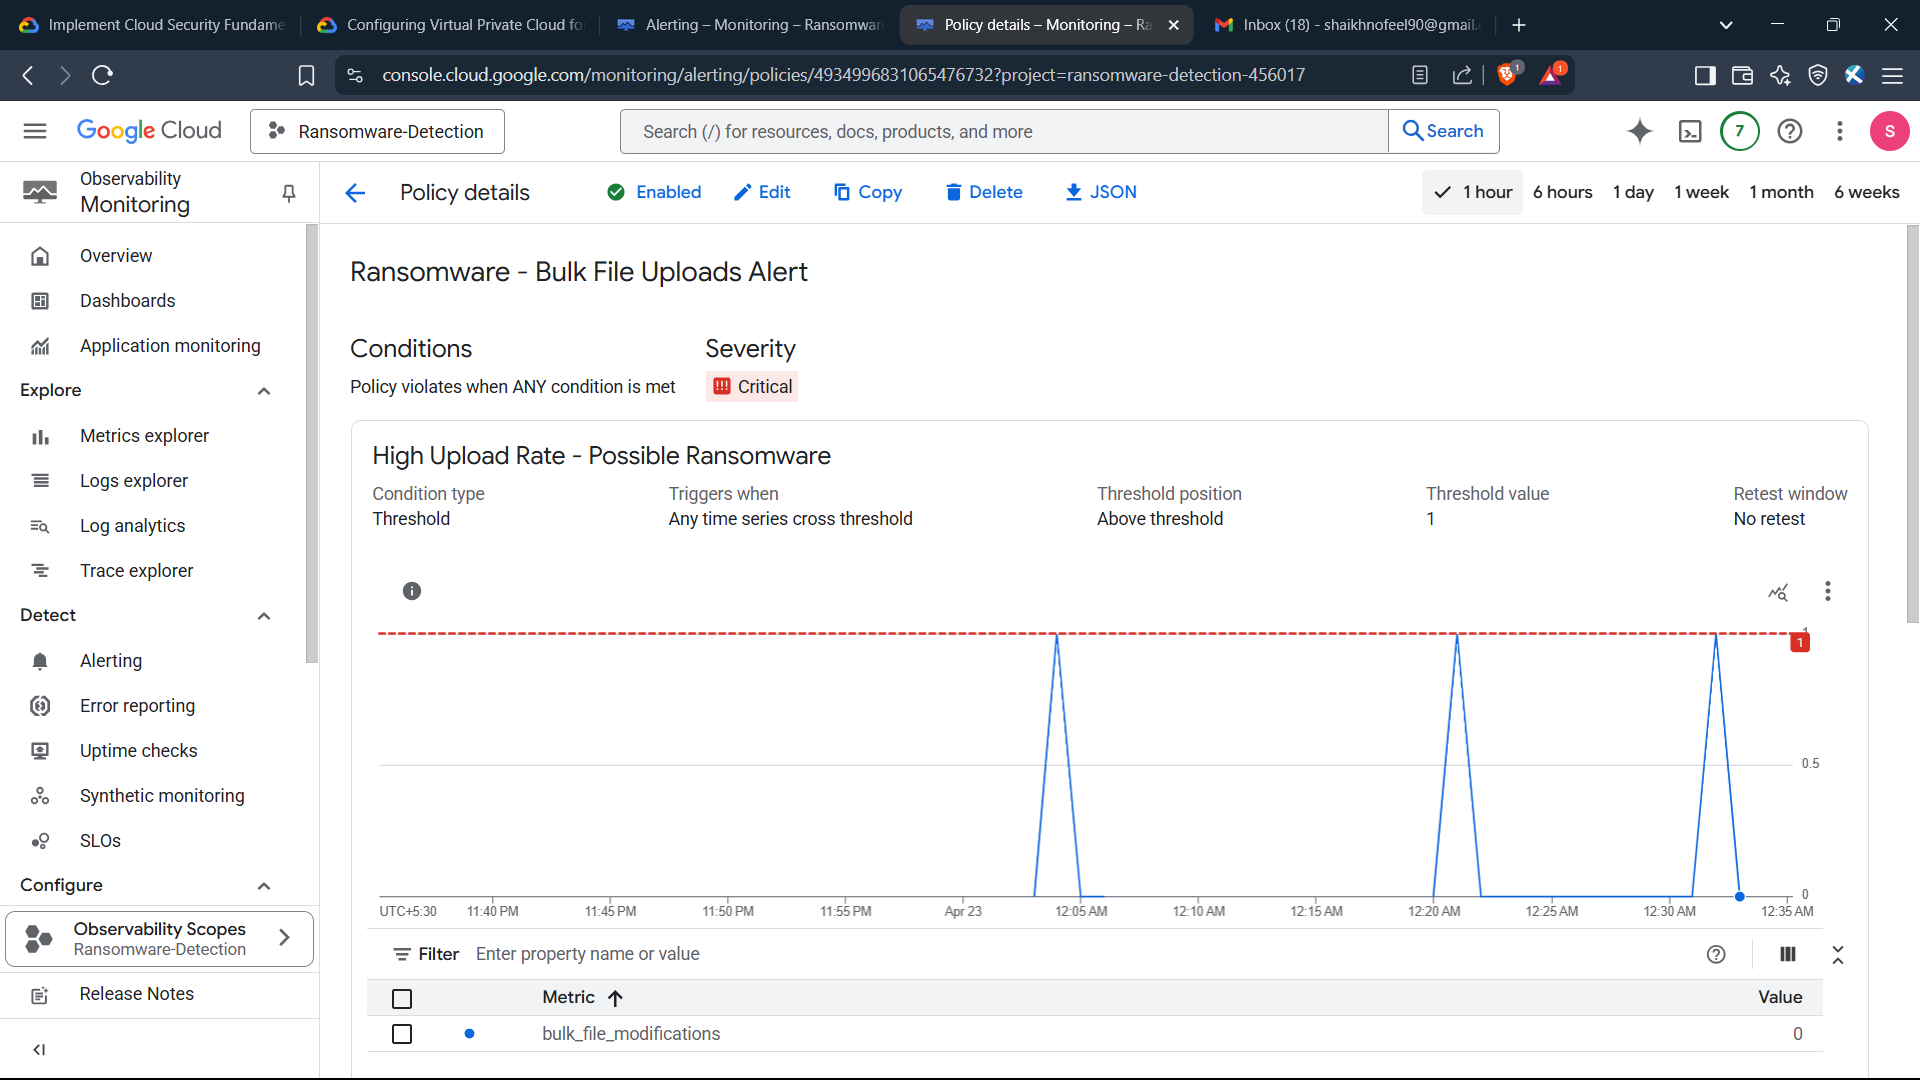 Implement Cloud Security Fundame
Configuring Virtual Private Cloud fo
Alerting – Monitoring – Ransomwar
Policy details – Monitoring – Ra
Inbox (18) - shaikhnofeel90@gmail.c
console.cloud.google.com/monitoring/alerting/policies/4934996831065476732?project=ransomware-detection-456017
1
1
Google Cloud
Ransomware-Detection
Search (/) for resources, docs, products, and more
Search
7
S
Observability
Monitoring
Policy details
Enabled
Edit
Copy
Delete
JSON
1 hour
6 hours
1 day
1 week
1 month
6 weeks
Overview
Dashboards
Application monitoring
Explore
Metrics explorer
Logs explorer
Log analytics
Trace explorer
Detect
Alerting
Error reporting
Uptime checks
Synthetic monitoring
SLOs
Configure
Observability Scopes
Ransomware-Detection
Release Notes
Ransomware - Bulk File Uploads Alert
Conditions
Policy violates when ANY condition is met
Severity
Critical
High Upload Rate - Possible Ransomware
Condition type
Threshold
Triggers when
Any time series cross threshold
Threshold position
Above threshold
Threshold value
1
Retest window
No retest
1
1
0.5
0
UTC+5:30
11:40 PM
11:45 PM
11:50 PM
11:55 PM
Apr 23
12:05 AM
12:10 AM
12:15 AM
12:20 AM
12:25 AM
12:30 AM
12:35 AM
Filter
Enter property name or value
Metric
Value
bulk_file_modifications
0